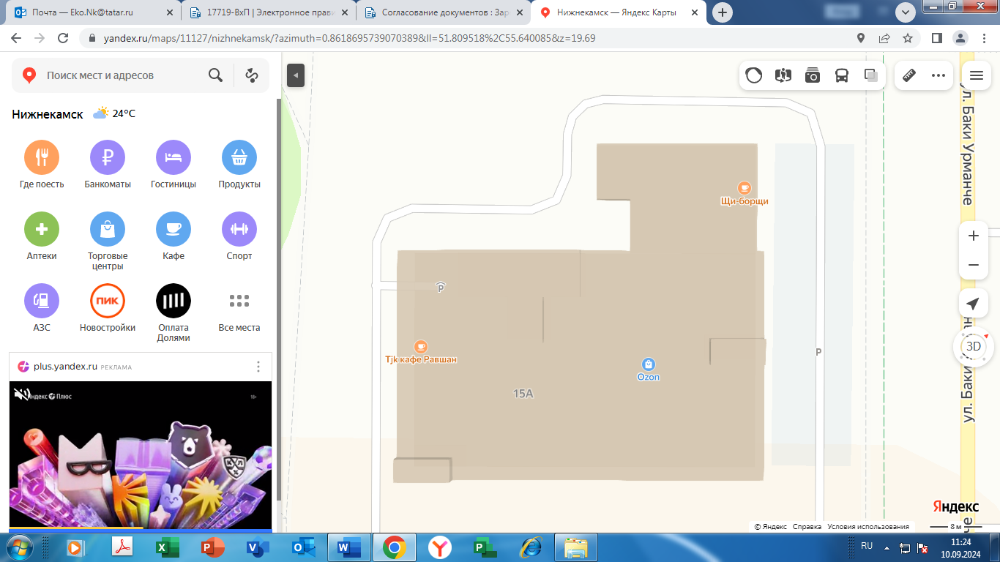 Почта — Eko.Nk@tatar.ru
17719-ВхП | Электронное прави
Согласование документов : Зар
Нижнекамск — Яндекс Карты
yandex.ru/maps/11127/nizhnekamsk/?azimuth=0.8618695739070389&ll=51.809518%2C55.640085&z=19.69
Поиск мест и адресов
Нижнекамск
24°C
Где поесть
Банкоматы
Гостиницы
Продукты
Аптеки
Торговые
центры
Кафе
Спорт
АЗС
ПИК
Новостройки
Оплата
Долями
Все места
plus.yandex.ru РЕКЛАМА
Яндекс Плюс
18+
КХЛ
Щи-борщи
P
Tjk кафе Равшан
Ozon
15А
P
ул. Баки Урманче
ул. Баки
3D
Яндекс
© Яндекс Справка Условия использования
8 м
RU
11:24
10.09.2024